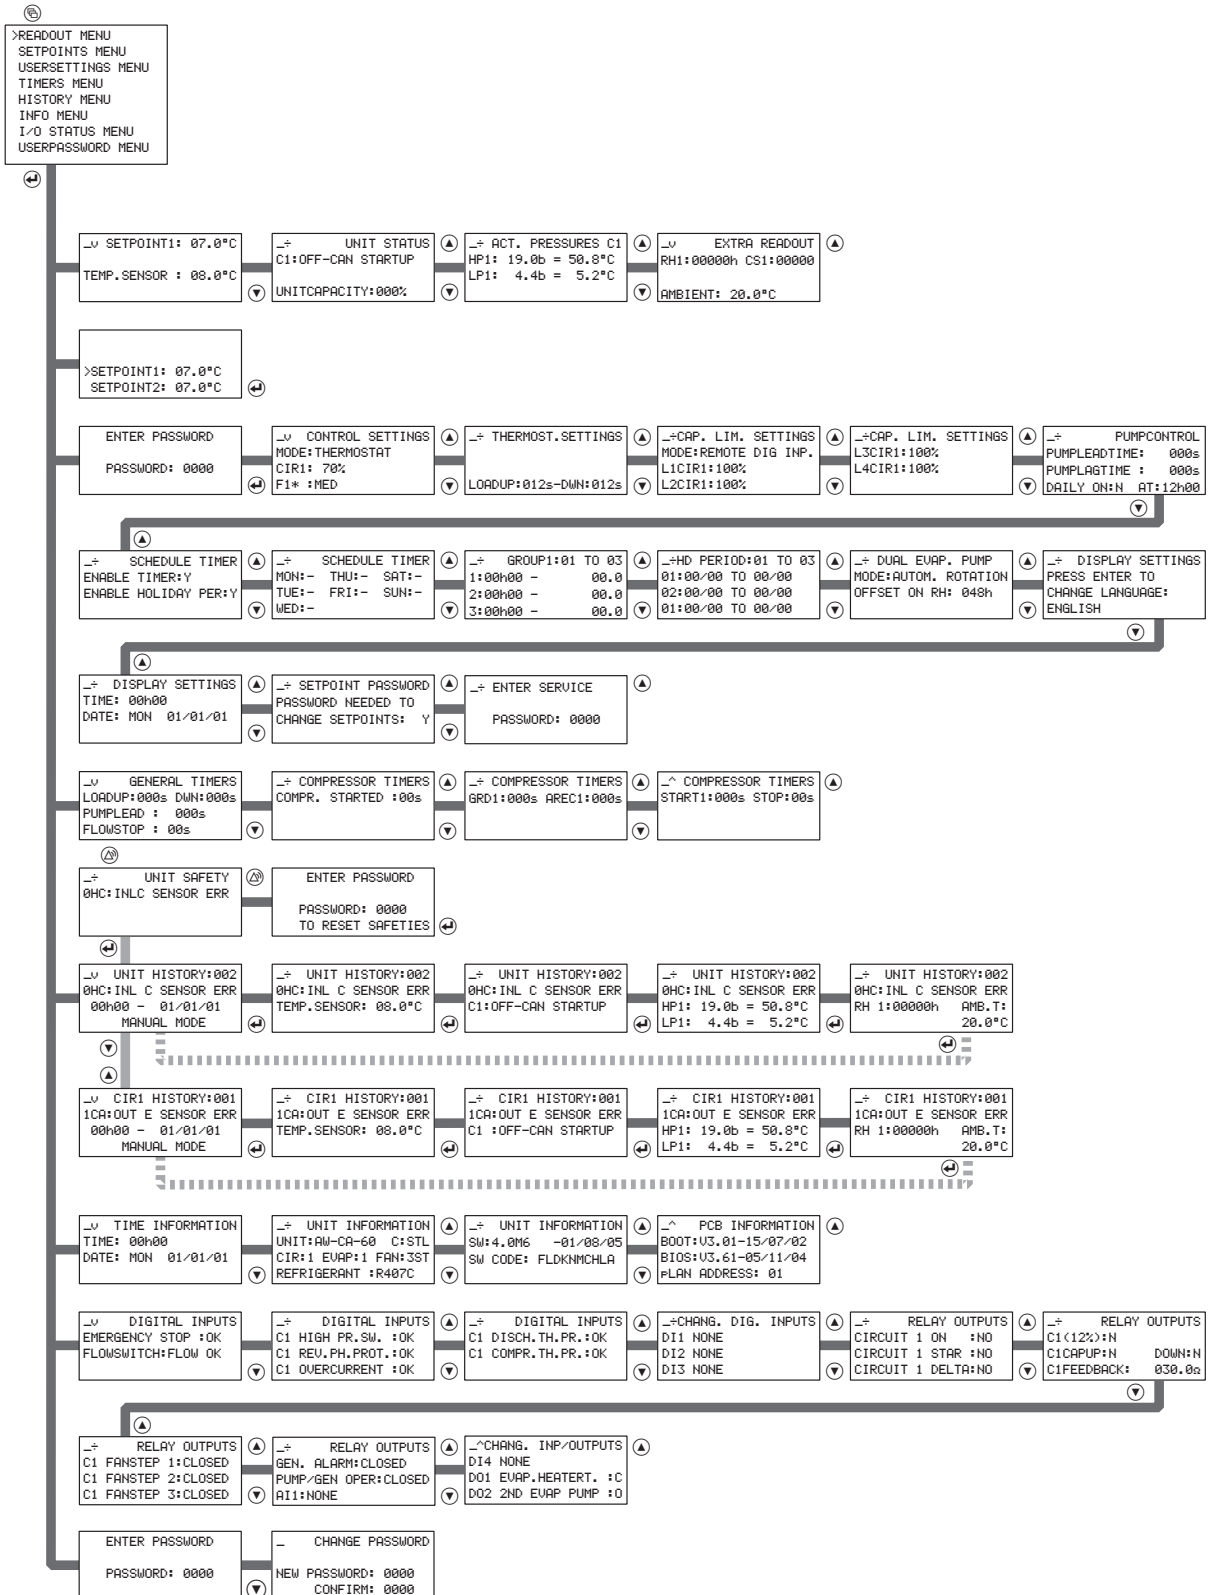 >READOUT MENU
SETPOINTS MENU
USERSETTINGS MENU
TIMERS MENU
HISTORY MENU
INFO MENU
I/O STATUS MENU
USERPASSWORD MENU
_v SETPOINT1: 07.0°C
TEMP.SENSOR : 08.0°C
_÷ UNIT STATUS
C1:OFF-CAN STARTUP
UNITCAPACITY:000%
_÷ ACT. PRESSURES C1
HP1: 19.0b = 50.8°C
LP1: 4.4b = 5.2°C
_v EXTRA READOUT
RH1:00000h CS1:00000
AMBIENT: 20.0°C
>SETPOINT1: 07.0°C
SETPOINT2: 07.0°C
ENTER PASSWORD
PASSWORD: 0000
_v CONTROL SETTINGS
MODE:THERMOSTAT
CIR1: 70%
F1* :MED
_÷ THERMOST.SETTINGS
LOADUP:012s-DWN:012s
_÷CAP. LIM. SETTINGS
MODE:REMOTE DIG INP.
L1CIR1:100%
L2CIR1:100%
_÷CAP. LIM. SETTINGS
L3CIR1:100%
L4CIR1:100%
_÷ PUMPCONTROL
PUMPLEADTIME: 000s
PUMPLAGTIME : 000s
DAILY ON:N AT:12h00
_÷ SCHEDULE TIMER
ENABLE TIMER:Y
ENABLE HOLIDAY PER:Y
_÷ SCHEDULE TIMER
MON:- THU:- SAT:-
TUE:- FRI:- SUN:-
WED:-
_÷ GROUP1:01 TO 03
1:00h00 - 00.0
2:00h00 - 00.0
3:00h00 - 00.0
_÷HD PERIOD:01 TO 03
01:00/00 TO 00/00
02:00/00 TO 00/00
01:00/00 TO 00/00
_÷ DUAL EVAP. PUMP
MODE:AUTOM. ROTATION
OFFSET ON RH: 048h
_÷ DISPLAY SETTINGS
PRESS ENTER TO
CHANGE LANGUAGE:
ENGLISH
_÷ DISPLAY SETTINGS
TIME: 00h00
DATE: MON 01/01/01
_÷ SETPOINT PASSWORD
PASSWORD NEEDED TO
CHANGE SETPOINTS: Y
_÷ ENTER SERVICE
PASSWORD: 0000
_v GENERAL TIMERS
LOADUP:000s DWN:000s
PUMPLEAD : 000s
FLOWSTOP : 00s
_÷ COMPRESSOR TIMERS
COMPR. STARTED :00s
_÷ COMPRESSOR TIMERS
GRD1:000s AREC1:000s
_^ COMPRESSOR TIMERS
START1:000s STOP:00s
_÷ UNIT SAFETY
0HC:INLC SENSOR ERR
ENTER PASSWORD
PASSWORD: 0000
TO RESET SAFETIES
_v UNIT HISTORY:002
0HC:INL C SENSOR ERR
00h00 - 01/01/01
MANUAL MODE
_÷ UNIT HISTORY:002
0HC:INL C SENSOR ERR
TEMP.SENSOR: 08.0°C
_÷ UNIT HISTORY:002
0HC:INL C SENSOR ERR
C1:OFF-CAN STARTUP
_÷ UNIT HISTORY:002
0HC:INL C SENSOR ERR
HP1: 19.0b = 50.8°C
LP1: 4.4b = 5.2°C
_÷ UNIT HISTORY:002
0HC:INL C SENSOR ERR
RH 1:00000h AMB.T:
20.0°C
_v CIR1 HISTORY:001
1CA:OUT E SENSOR ERR
00h00 - 01/01/01
MANUAL MODE
_÷ CIR1 HISTORY:001
1CA:OUT E SENSOR ERR
TEMP.SENSOR: 08.0°C
_÷ CIR1 HISTORY:001
1CA:OUT E SENSOR ERR
C1 :OFF-CAN STARTUP
_÷ CIR1 HISTORY:001
1CA:OUT E SENSOR ERR
HP1: 19.0b = 50.8°C
LP1: 4.4b = 5.2°C
_÷ CIR1 HISTORY:001
1CA:OUT E SENSOR ERR
RH 1:00000h AMB.T:
20.0°C
_v TIME INFORMATION
TIME: 00h00
DATE: MON 01/01/01
_÷ UNIT INFORMATION
UNIT:AW-CA-60 C:STL
CIR:1 EVAP:1 FAN:3ST
REFRIGERANT :R407C
_÷ UNIT INFORMATION
SW:4.0M6 -01/08/05
SW CODE: FLDKNMCHLA
_^ PCB INFORMATION
BOOT:V3.01-15/07/02
BIOS:V3.61-05/11/04
pLAN ADDRESS: 01
_v DIGITAL INPUTS
EMERGENCY STOP :OK
FLOWSWITCH:FLOW OK
_÷ DIGITAL INPUTS
C1 HIGH PR.SW. :OK
C1 REV.PH.PROT.:OK
C1 OVERCURRENT :OK
_÷ DIGITAL INPUTS
C1 DISCH.TH.PR.:OK
C1 COMPR.TH.PR.:OK
_÷CHANG. DIG. INPUTS
DI1 NONE
DI2 NONE
DI3 NONE
_÷ RELAY OUTPUTS
CIRCUIT 1 ON :NO
CIRCUIT 1 STAR :NO
CIRCUIT 1 DELTA:NO
_÷ RELAY OUTPUTS
C1(12%):N
C1CAPUP:N DOWN:N
C1FEEDBACK: 030.0Ω
_÷ RELAY OUTPUTS
C1 FANSTEP 1:CLOSED
C1 FANSTEP 2:CLOSED
C1 FANSTEP 3:CLOSED
_÷ RELAY OUTPUTS
GEN. ALARM:CLOSED
PUMP/GEN OPER:CLOSED
AI1:NONE
_^CHANG. INP/OUTPUTS
DI4 NONE
DO1 EVAP.HEATERT. :C
DO2 2ND EVAP PUMP :O
ENTER PASSWORD
PASSWORD: 0000
_ CHANGE PASSWORD
NEW PASSWORD: 0000
CONFIRM: 0000